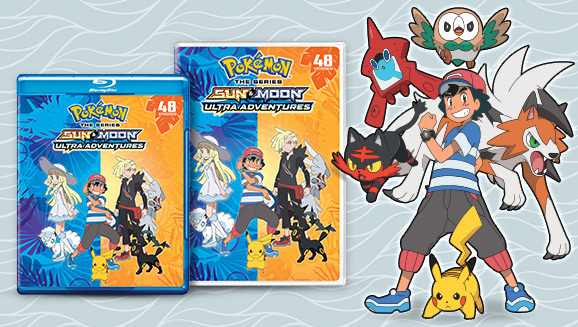 Blu-ray Disc
POKÉMON
THE SERIES
SUN & MOON
ULTRA ADVENTURES
48
EPISODES
POKÉMON
THE SERIES
SUN & MOON
ULTRA ADVENTURES
48
EPISODES